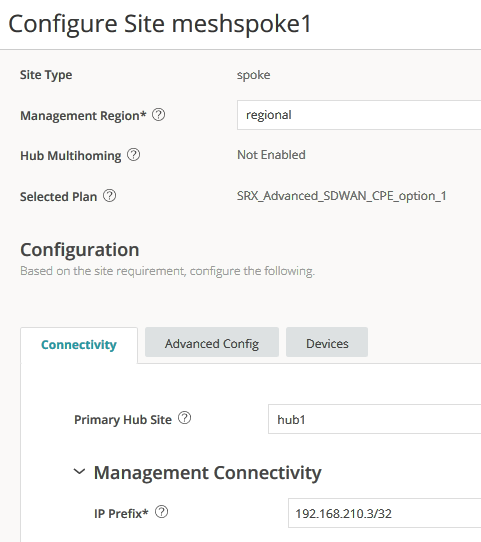 Configure Site meshspoke1
Site Type spoke
Management Region* ? regional
Hub Multihoming ? Not Enabled
Selected Plan ? SRX_Advanced_SDWAN_CPE_option_1
Configuration
Based on the site requirement, configure the following.
Connectivity Advanced Config Devices
Primary Hub Site ? hub1
Management Connectivity
IP Prefix* ? 192.168.210.3/32